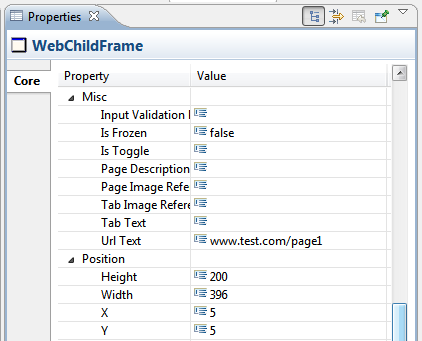 Properties
WebChildFrame
Core
Property Value
Misc
Input Validation
Is Frozen false
Is Toggle
Page Description
Page Image Refe
Tab Image Refere
Tab Text
Url Text www.test.com/page1
Position
Height 200
Width 396
X 5
Y 5